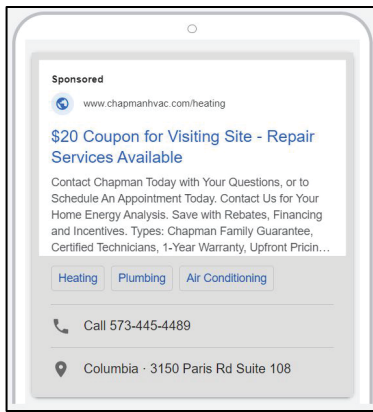 Sponsored
www.chapmanhvac.com/heating
$20 Coupon for Visiting Site - Repair
Services Available
Contact Chapman Today with Your Questions, or to
Schedule An Appointment Today. Contact Us for Your
Home Energy Analysis. Save with Rebates, Financing
and Incentives. Types: Chapman Family Guarantee,
Certified Technicians, 1-Year Warranty, Upfront Pricin…
Heating Plumbing Air Conditioning
Call 573-445-4489
Columbia · 3150 Paris Rd Suite 108